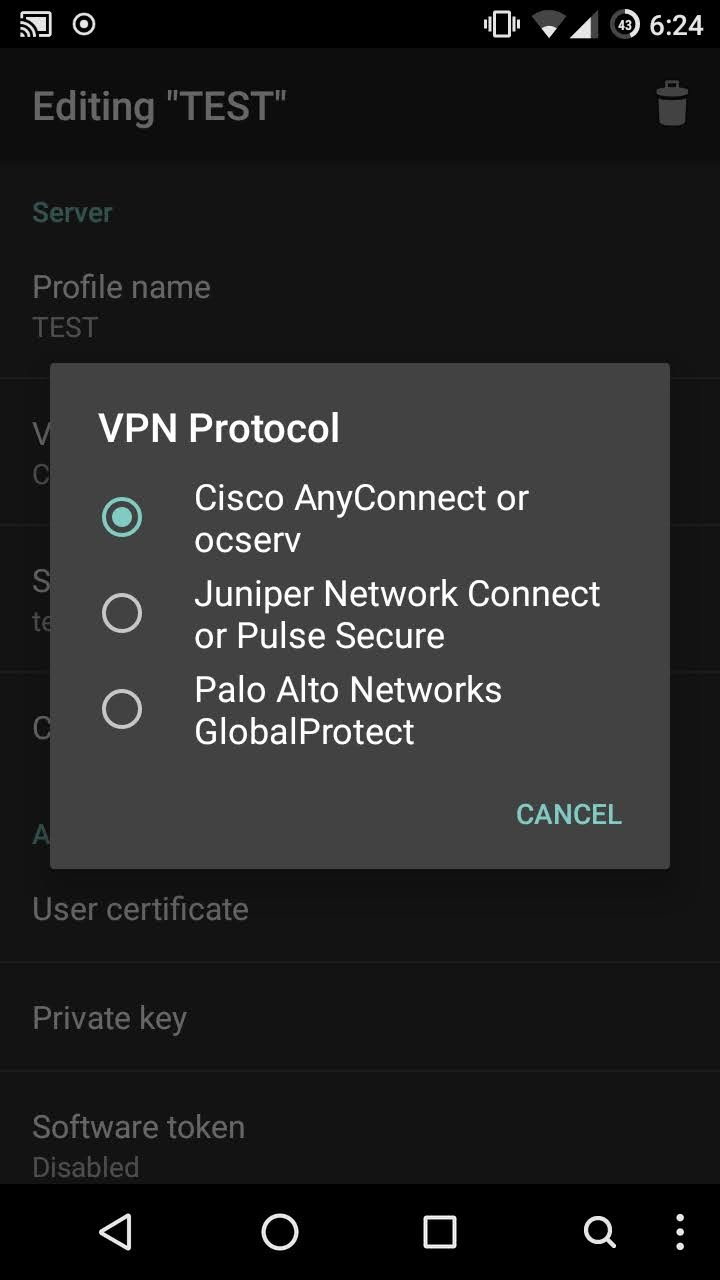 43 6:24
Editing "TEST"
Server
Profile name
TEST
VPN Protocol
Cisco AnyConnect or
ocserv
Juniper Network Connect
or Pulse Secure
Palo Alto Networks
GlobalProtect
CANCEL
User certificate
Private key
Software token
Disabled